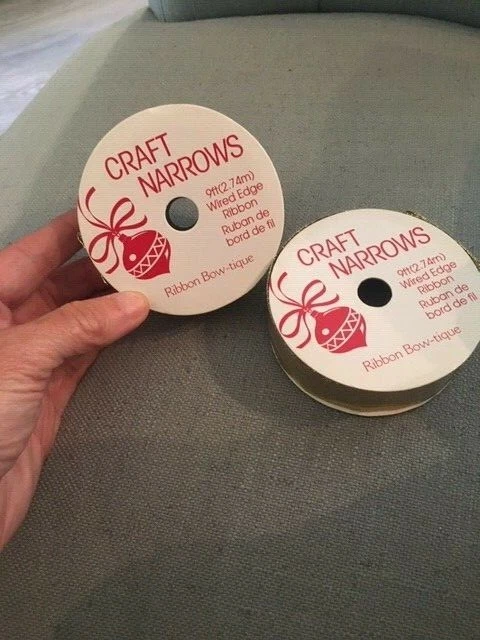 CRAFT
NARROWS
9ft(2.74m)
Wired Edge
Ribbon
Ruban de
bord de fil
Ribbon Bow-tique
CRAFT
NARROWS
9ft(2.74m)
Wired Edge
Ribbon
Ruban de
bord de fil
Ribbon Bow-tique